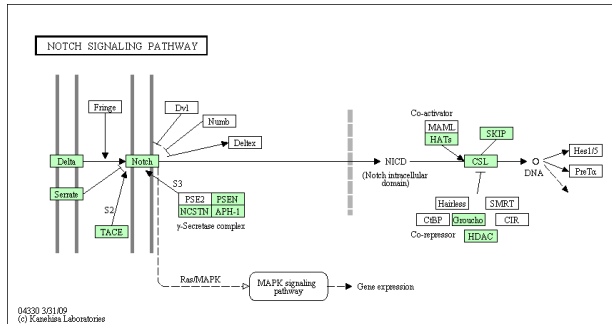 NOTCH SIGNALING PATHWAY
Fringe
Dvl
Numb
Deltex
Delta
Notch
Serrate
S2
TACE
S3
PSE2
PSEN
NCSTN
APH-1
γ-Secretase complex
NICD
(Notch intracellular
domain)
Co-activator
MAML
HATs
SKIP
CSL
DNA
Hes1/5
PreTα
Hairless
SMRT
CtBP
Groucho
CIR
Co-repressor
HDAC
Ras/MAPK
MAPK signaling
pathway
Gene expression
04330 3/31/09
(c) Kanehisa Laboratories